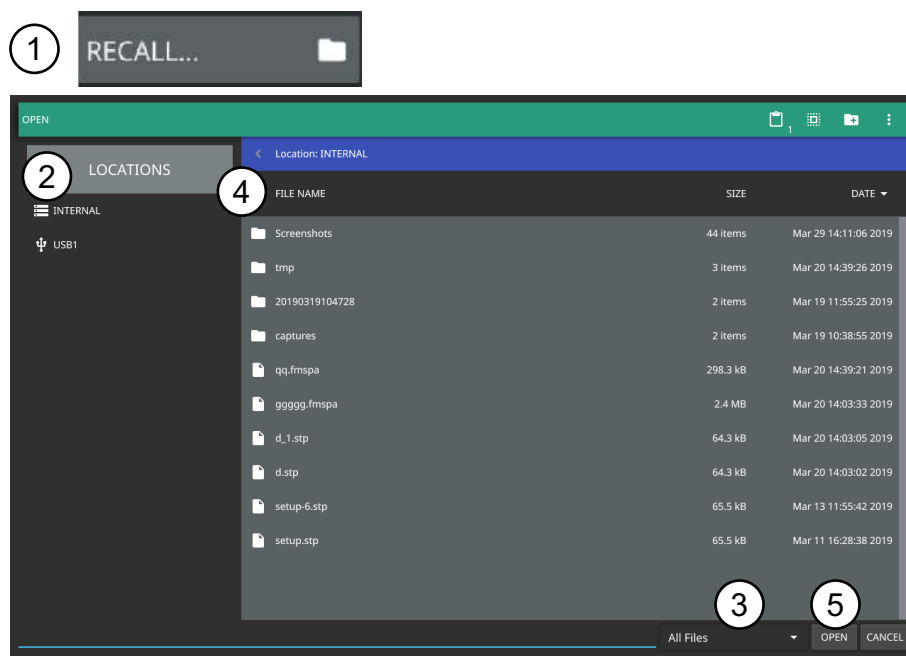 1 RECALL...
OPEN 1
2 LOCATIONS
INTERNAL
USB1
Location: INTERNAL
4 FILE NAME SIZE DATE
Screenshots 44 items Mar 29 14:11:06 2019
tmp 3 items Mar 20 14:39:26 2019
20190319104728 2 items Mar 19 11:55:25 2019
captures 2 items Mar 19 10:38:55 2019
qq.fmspa 298.3 kB Mar 20 14:39:21 2019
ggggg.fmspa 2.4 MB Mar 20 14:03:33 2019
d_1.stp 64.3 kB Mar 20 14:03:05 2019
d.stp 64.3 kB Mar 20 14:03:02 2019
setup-6.stp 65.5 kB Mar 13 11:55:42 2019
setup.stp 65.5 kB Mar 11 16:28:38 2019
3 5
All Files OPEN CANCEL